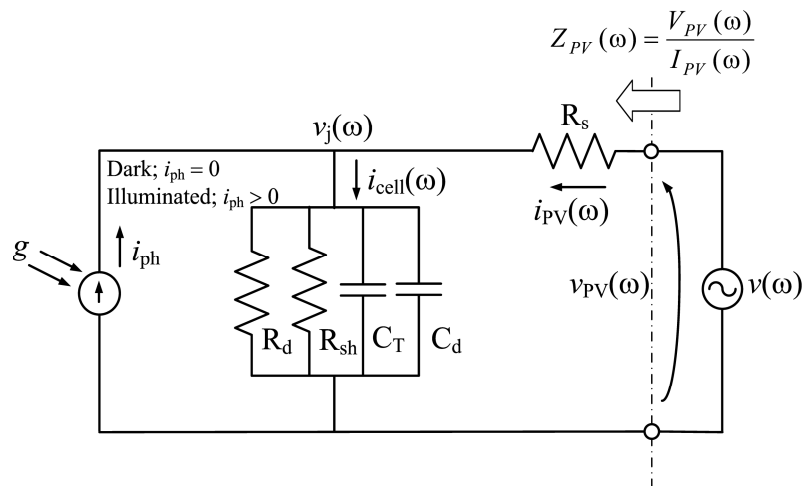 Z_PV (ω) = V_PV (ω) / I_PV (ω)
R_s
v_j(ω)
Dark; i_ph = 0
Illuminated; i_ph > 0
i_cell(ω)
i_PV(ω)
g
i_ph
v_PV(ω)
v(ω)
R_d
R_sh
C_T
C_d